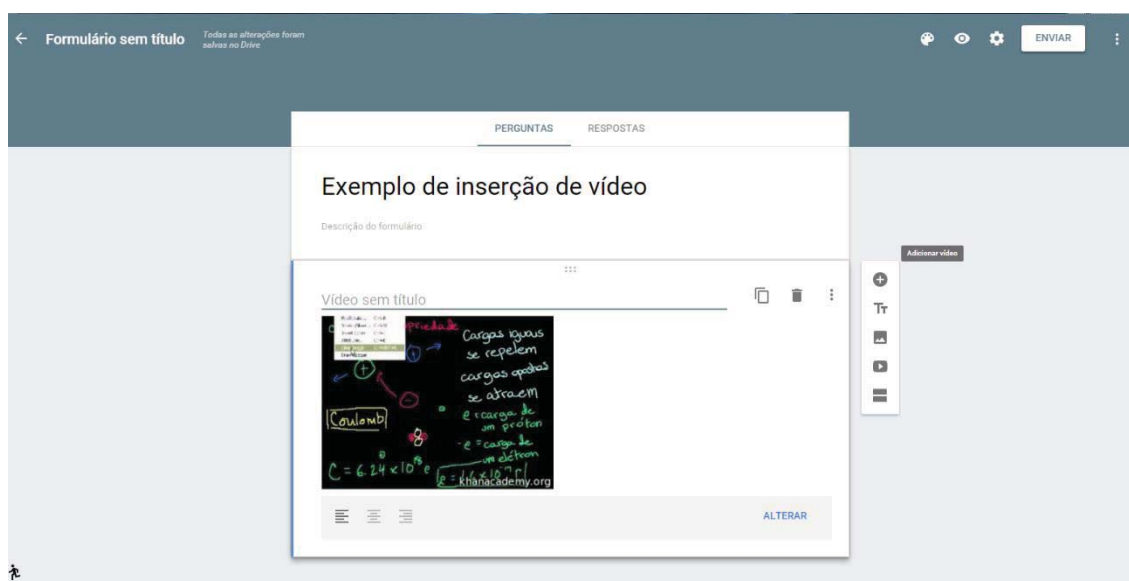 Formulário sem título
Todas as alterações foram
salvas no Drive
ENVIAR
PERGUNTAS RESPOSTAS
Exemplo de inserção de vídeo
Descrição do formulário
Adicionar vídeo
Vídeo sem título
Cargas iguais
se repelem
cargas opostas
se atraem
Coulomb
e = carga de
um próton
-e = carga de
um elétron
C = 6.24 x 10
khanacademy.org
ALTERAR